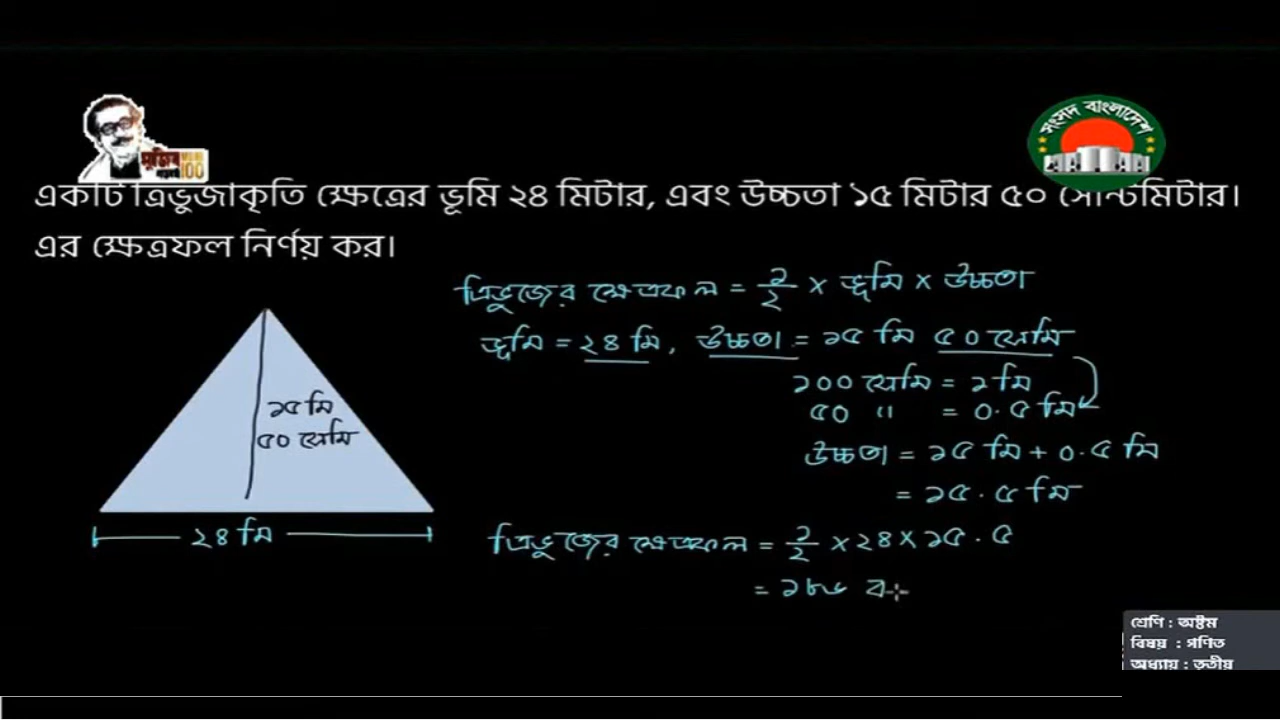 সংসদ বাংলাদেশ
মুজিব 100
একটি ত্রিভুজাকৃতি ক্ষেত্রের ভূমি ২৪ মিটার, এবং উচ্চতা ১৫ মিটার ৫০ সেন্টিমিটার।
এর ক্ষেত্রফল নির্ণয় কর।
ত্রিভুজের ক্ষেত্রফল = ১/২ × ভূমি × উচ্চতা
ভূমি = ২৪ মি, উচ্চতা = ১৫ মি ৫০ সেমি
১০০ সেমি = ১ মি
৫০ " = ০.৫ মি
উচ্চতা = ১৫ মি + ০.৫ মি
= ১৫.৫ মি
ত্রিভুজের ক্ষেত্রফল = ১/২ × ২৪ × ১৫.৫
= ১৮৬ ব
১৫ মি
৫০ সেমি
২৪ মি
শ্রেণি : অষ্টম
বিষয় : গণিত
অধ্যায় : তৃতীয়